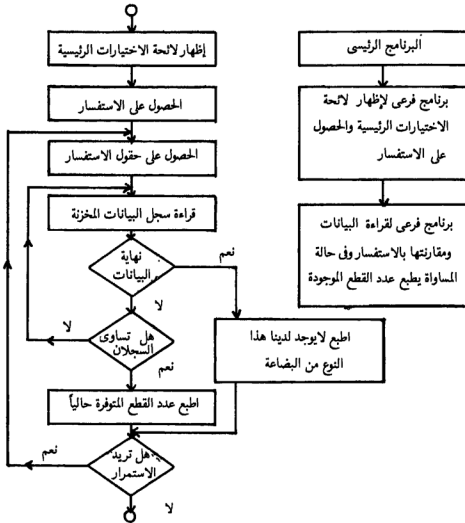 البرنامج الرئيسى
برنامج فرعى لإظهار لائحة
الاختيارات الرئيسية والحصول
على الاستفسار
برنامج فرعى لقراءة البيانات
ومقارنتها بالاستفسار وفى حالة
المساواة يطبع عدد القطع الموجودة
إظهار لائحة الاختيارات الرئيسية
الحصول على الاستفسار
الحصول على حقول الاستفسار
قراءة سجل البيانات المخزنة
نهاية
البيانات
نعم
لا
هل تساوى
السجلان
لا
نعم
اطبع لايوجد لدينا هذا
النوع من البضاعة
اطبع عدد القطع المتوفرة حالياً
هل تريد
الاستمرار
نعم
لا